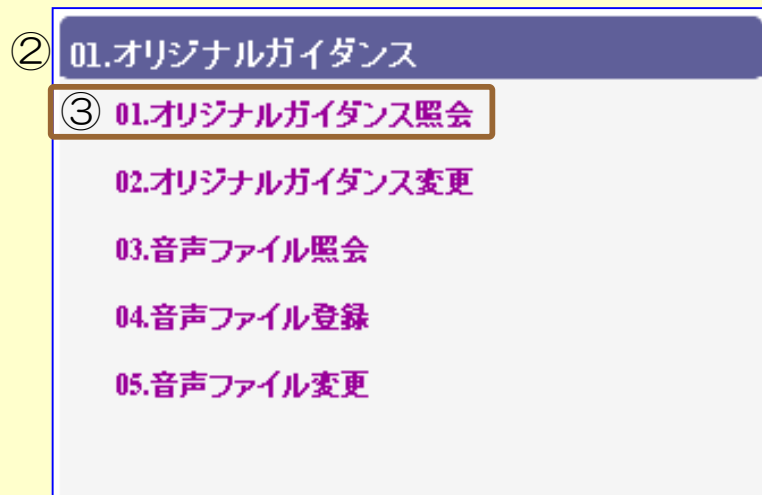 ② 01.オリジナルガイダンス
③ 01.オリジナルガイダンス照会
02.オリジナルガイダンス変更
03.音声ファイル照会
04.音声ファイル登録
05.音声ファイル変更